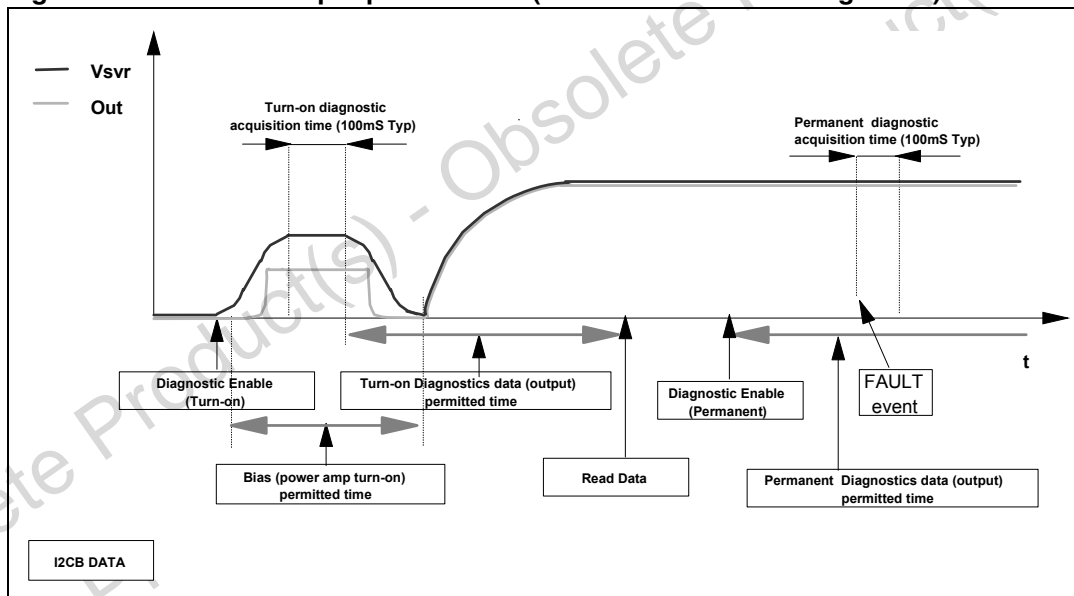 Vsvr
Out
Turn-on diagnostic
acquisition time (100mS Typ)
Permanent diagnostic
acquisition time (100mS Typ)
t
Diagnostic Enable
(Turn-on)
Turn-on Diagnostics data (output)
permitted time
Diagnostic Enable
(Permanent)
FAULT
event
Bias (power amp turn-on)
permitted time
Read Data
Permanent Diagnostics data (output)
permitted time
I2CB DATA
ete Product(s) - Obsolete